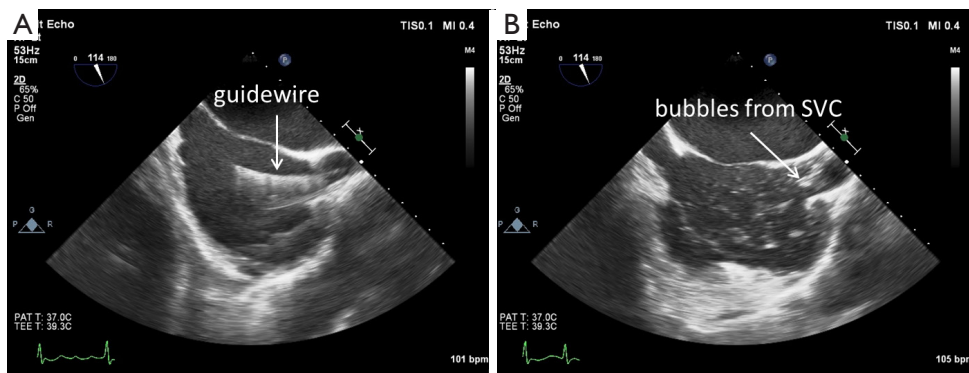 A
t Echo
TIS0.1 MI 0.4
53Hz
15cm
0 114 180
P
M4
2D
65%
C 50
P Off
Gen
guidewire
x
G
P R
PAT T: 37.0C
TEE T: 39.3C
101 bpm
B
t Echo
TIS0.1 MI 0.4
53Hz
15cm
0 114 180
P
M4
2D
65%
C 50
P Off
Gen
bubbles from SVC
x
G
P R
PAT T: 37.0C
TEE T: 39.3C
105 bpm